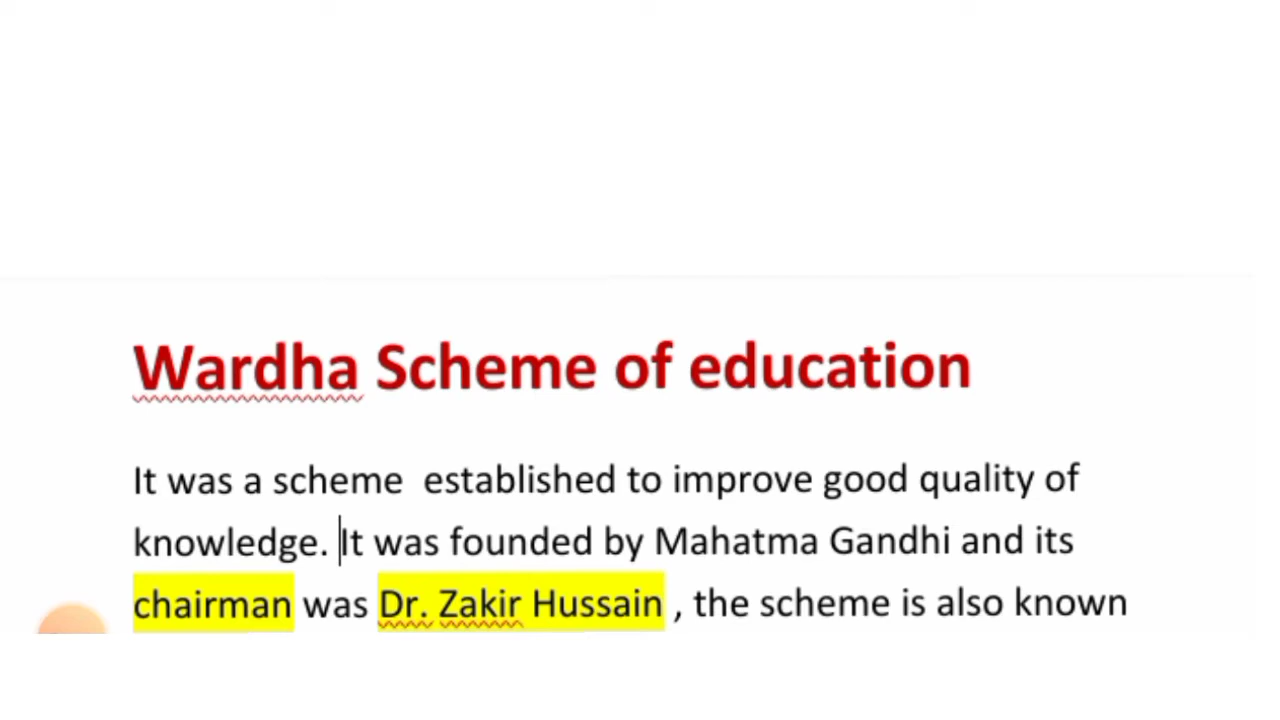 Wardha Scheme of education
It was a scheme established to improve good quality of
knowledge. It was founded by Mahatma Gandhi and its
chairman was Dr. Zakir Hussain , the scheme is also known